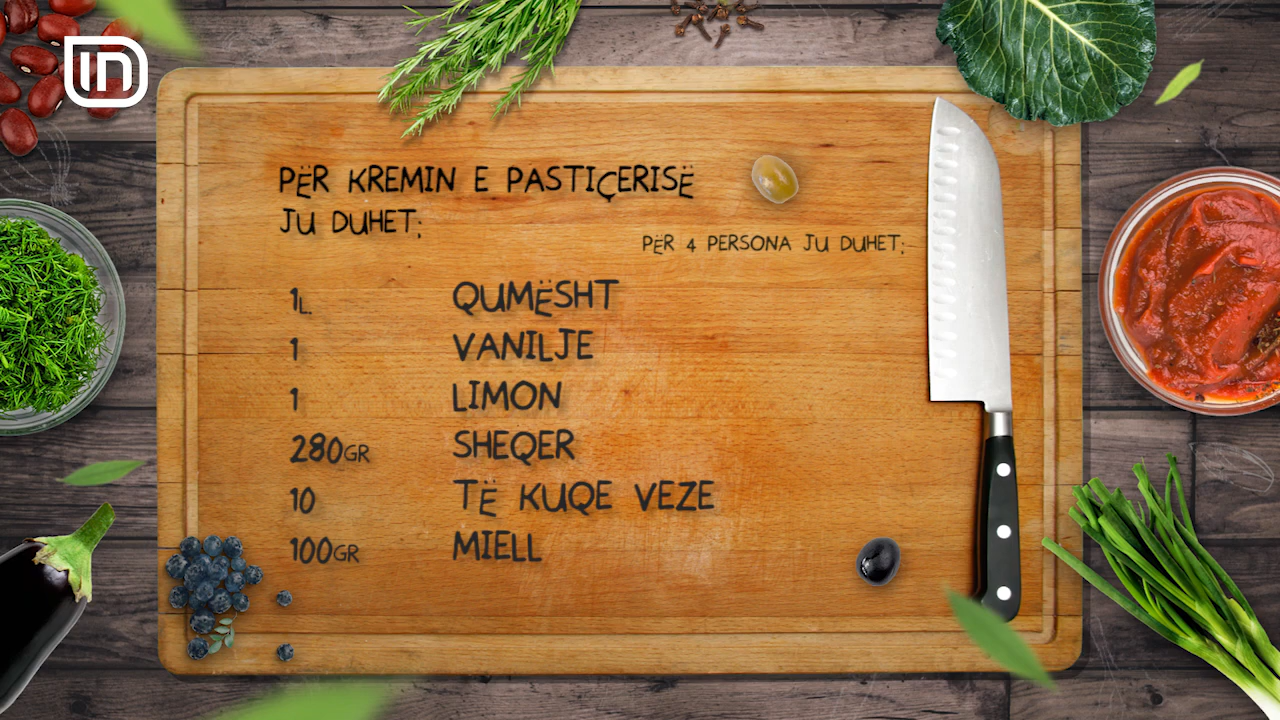 IN
PËR KREMIN E PASTIÇERISË
JU DUHET:
PËR 4 PERSONA JU DUHET:
1L. QUMËSHT
1 VANILJE
1 LIMON
280GR SHEQER
10 TË KUQE VEZE
100GR MIELL